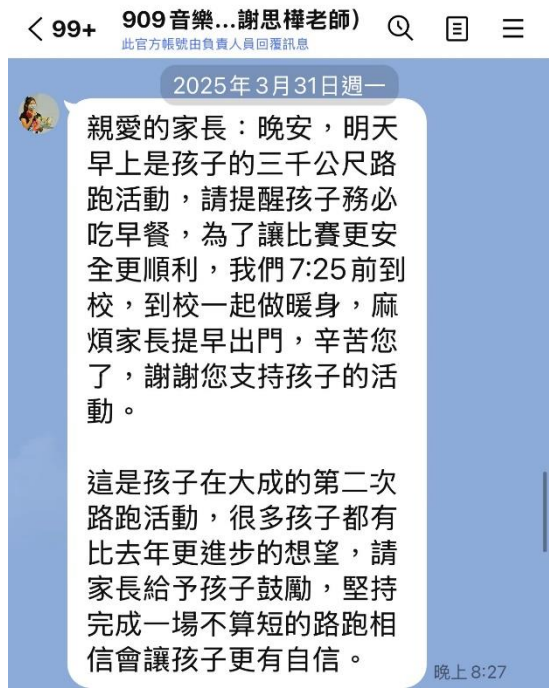 99+
909音樂...謝思樺老師)
此官方帳號由負責人員回覆訊息
2025年3月31日週一
親愛的家長：晚安，明天
早上是孩子的三千公尺路
跑活動，請提醒孩子務必
吃早餐，為了讓比賽更安
全更順利，我們7:25前到
校，到校一起做暖身，麻
煩家長提早出門，辛苦您
了，謝謝您支持孩子的活
動。
這是孩子在大成的第二次
路跑活動，很多孩子都有
比去年更進步的想望，請
家長給予孩子鼓勵，堅持
完成一場不算短的路跑相
信會讓孩子更有自信。
晚上8:27